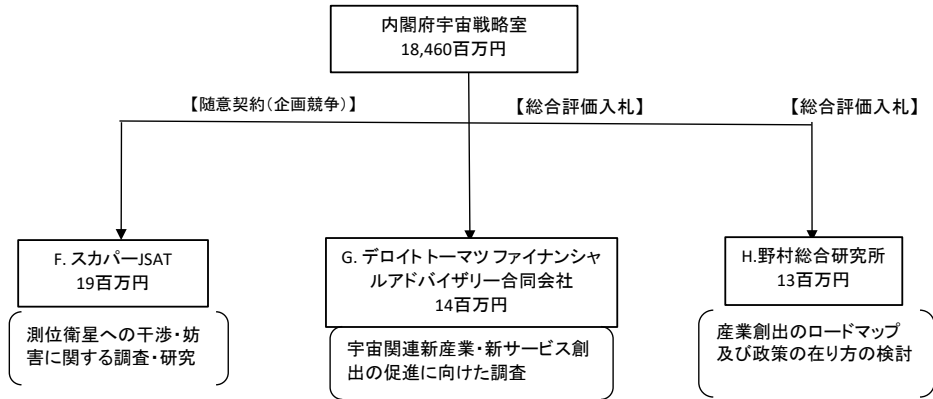 内閣府宇宙戦略室
18,460百万円
【随意契約(企画競争)】
【総合評価入札】
【総合評価入札】
F. スカパーJSAT
19百万円
G. デロイト トーマツ ファイナンシャ
ルアドバイザリー合同会社
14百万円
H.野村総合研究所
13百万円
測位衛星への干渉・妨
害に関する調査・研究
宇宙関連新産業・新サービス創
出の促進に向けた調査
産業創出のロードマップ
及び政策の在り方の検討